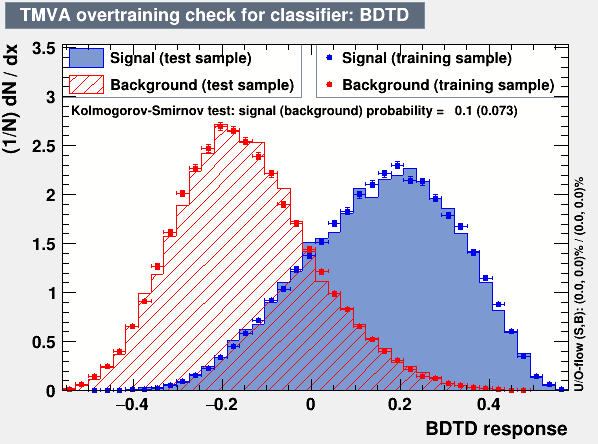 TMVA overtraining check for classifier: BDTD
(1/N) dN / dx
3.5
3
2.5
2
1.5
1
0.5
0
Signal (test sample)
Background (test sample)
Signal (training sample)
Background (training sample)
Kolmogorov-Smirnov test: signal (background) probability = 0.1 (0.073)
U/O-flow (S,B): (0.0, 0.0)% / (0.0, 0.0)%
−0.4 −0.2 0 0.2 0.4
BDTD response